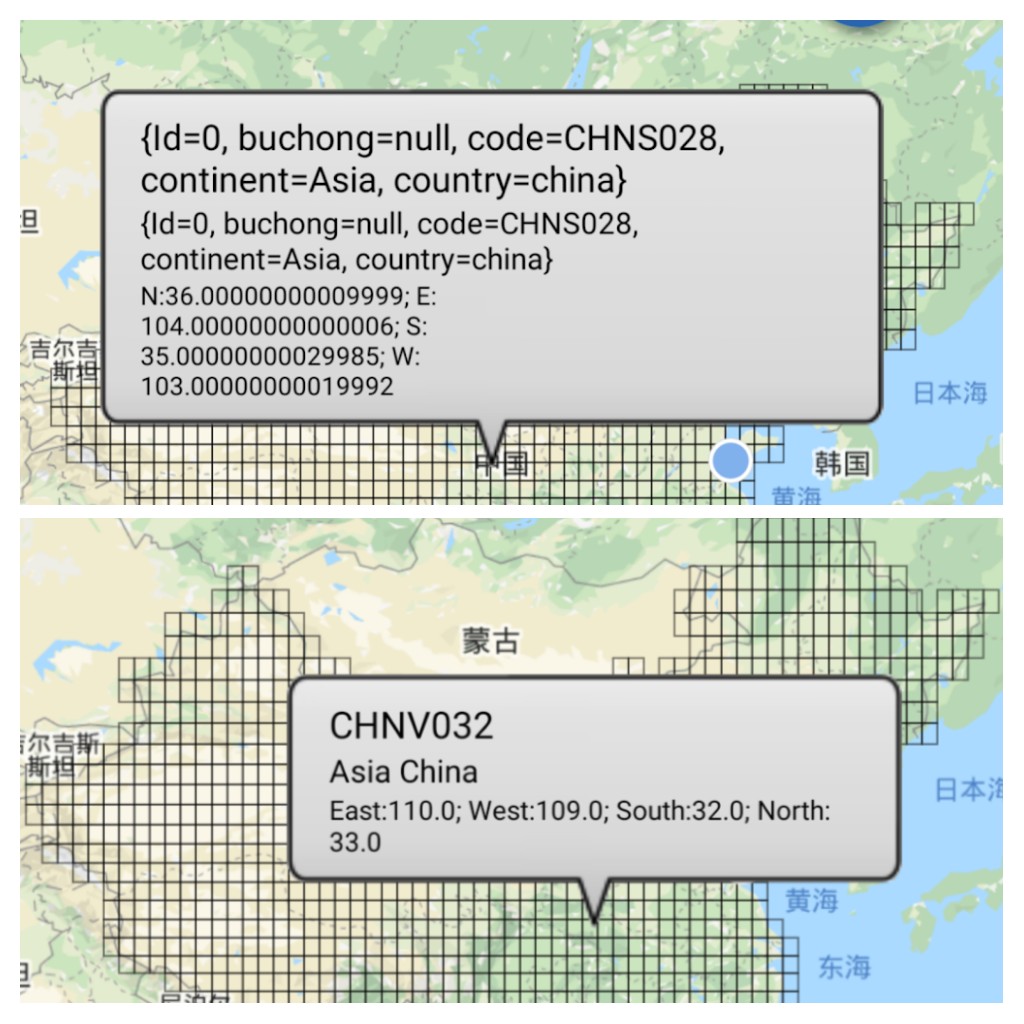 {Id=0, buchong=null, code=CHNS028,
continent=Asia, country=china}
{Id=0, buchong=null, code=CHNS028,
continent=Asia, country=china}
N:36.00000000009999; E:
104.00000000000006; S:
35.00000000029985; W:
103.00000000019992
坦
吉尔吉
斯坦
日本海
中国
韩国
黄海
蒙古
吉尔吉斯
斯坦
CHNV032
Asia China
East:110.0; West:109.0; South:32.0; North:
33.0
日本海
黄海
东海
尼泊尔